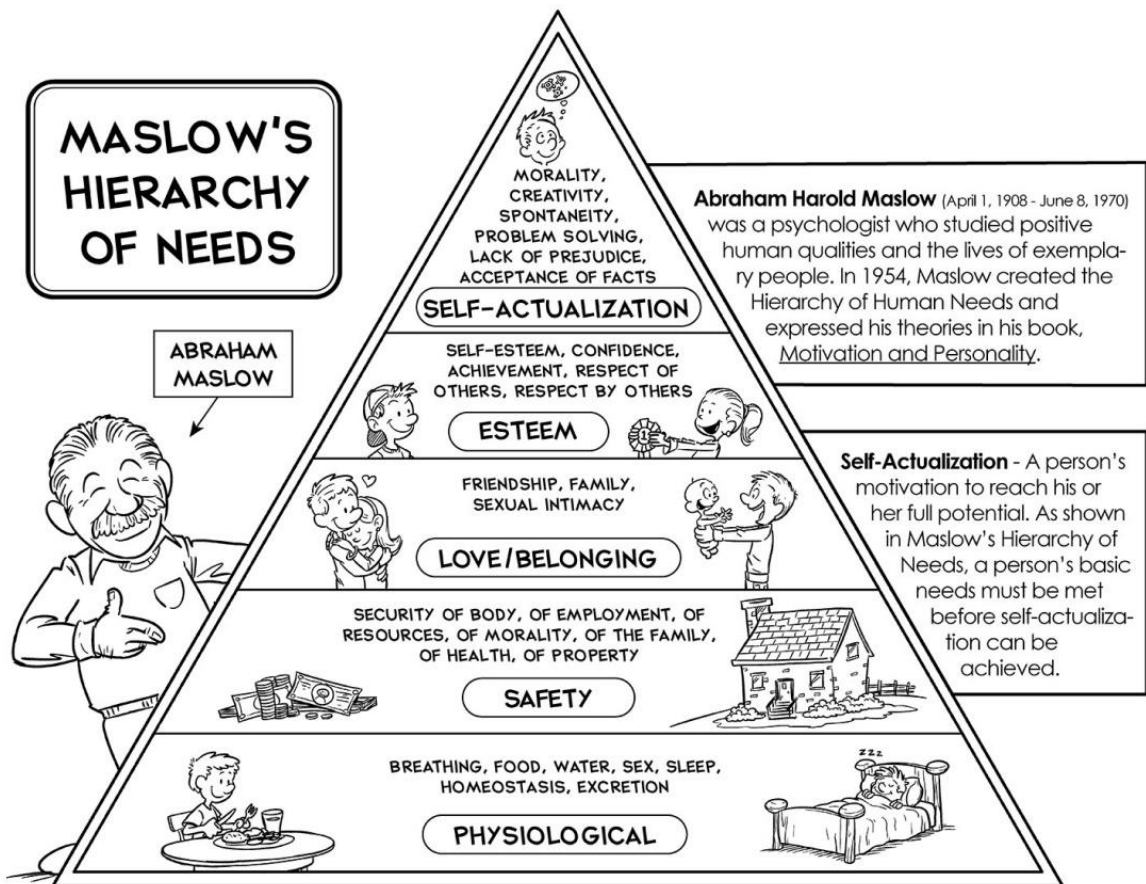 MASLOW'S
HIERARCHY
OF NEEDS
ABRAHAM
MASLOW
MORALITY,
CREATIVITY,
SPONTANEITY,
PROBLEM SOLVING,
LACK OF PREJUDICE,
ACCEPTANCE OF FACTS
SELF-ACTUALIZATION
SELF-ESTEEM, CONFIDENCE,
ACHIEVEMENT, RESPECT OF
OTHERS, RESPECT BY OTHERS
ESTEEM
1
FRIENDSHIP, FAMILY,
SEXUAL INTIMACY
LOVE/BELONGING
SECURITY OF BODY, OF EMPLOYMENT, OF
RESOURCES, OF MORALITY, OF THE FAMILY,
OF HEALTH, OF PROPERTY
SAFETY
BREATHING, FOOD, WATER, SEX, SLEEP,
HOMEOSTASIS, EXCRETION
PHYSIOLOGICAL
zzz
Abraham Harold Maslow (April 1, 1908 - June 8, 1970)
was a psychologist who studied positive
human qualities and the lives of exempla-
ry people. In 1954, Maslow created the
Hierarchy of Human Needs and
expressed his theories in his book,
Motivation and Personality.
Self-Actualization - A person's
motivation to reach his or
her full potential. As shown
in Maslow's Hierarchy of
Needs, a person's basic
needs must be met
before self-actualiza-
tion can be
achieved.